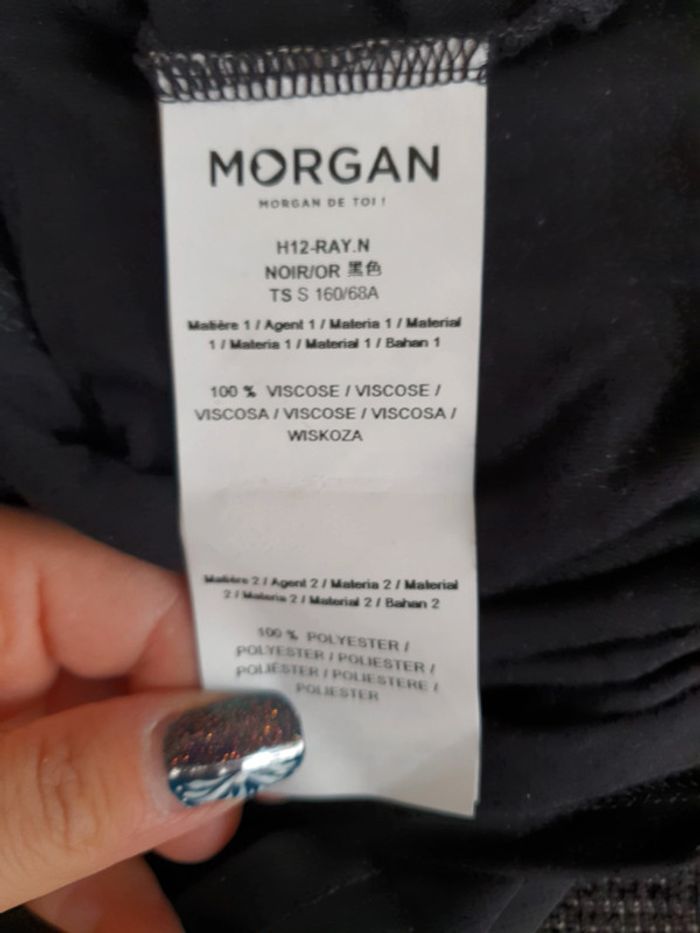 MORGAN
MORGAN DE TOI !
H12-RAY.N
NOIR/OR 黑色
TS S 160/68A
Matière 1 / Agent 1 / Materia 1 / Material
1 / Materia 1 / Material 1 / Bahan 1
100 % VISCOSE / VISCOSE /
VISCOSA / VISCOSE / VISCOSA /
WISKOZA
Matière 2 / Agent 2 / Materia 2 / Material
2 / Materia 2 / Material 2 / Bahan 2
100 % POLYESTER /
POLYESTER / POLIESTER /
POLIÉSTER / POLIESTERE /
POLIESTER